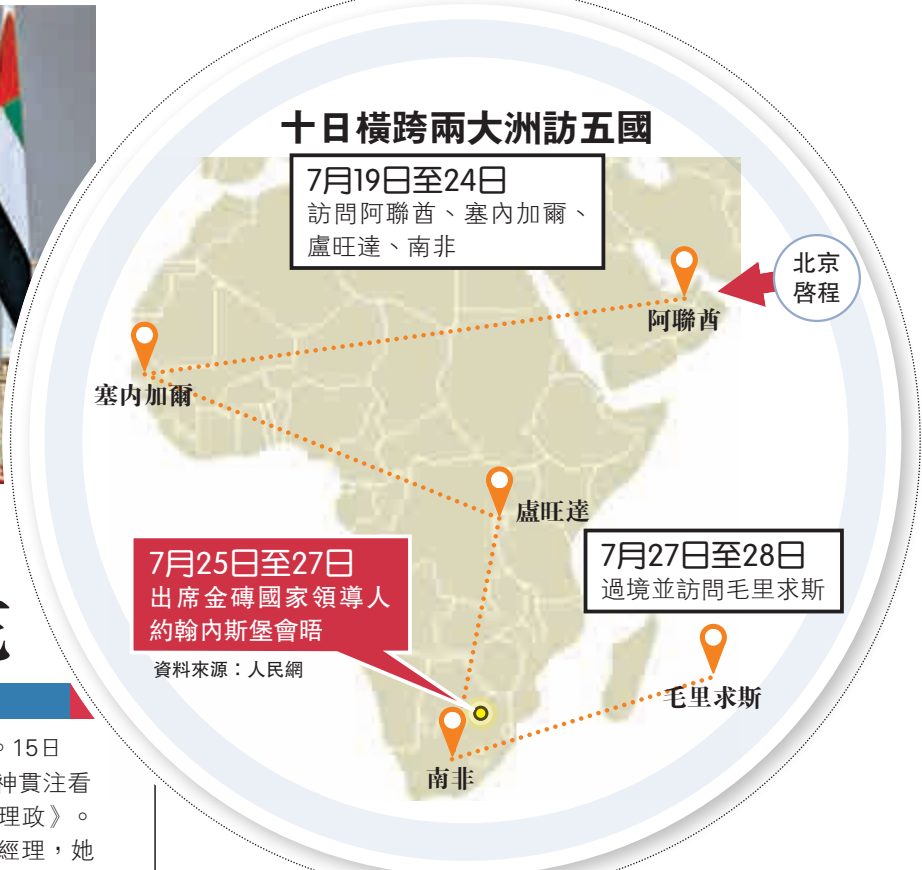 十日橫跨兩大洲訪五國
7月19日至24日
訪問阿聯酋、塞內加爾、
盧旺達、南非
北京
啓程
阿聯酋
塞內加爾
盧旺達
7月25日至27日
出席金磚國家領導人
約翰內斯堡會晤
資料來源：人民網
7月27日至28日
過境並訪問毛里求斯
毛里求斯
南非
。15日
神貫注看
理政》。
經理，她